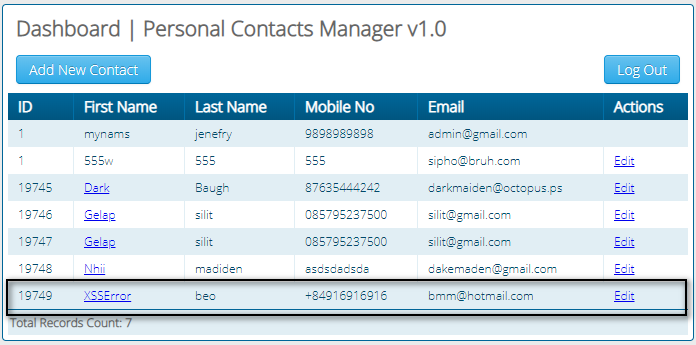 Dashboard | Personal Contacts Manager v1.0
Add New Contact Log Out
ID First Name Last Name Mobile No Email Actions
1 mynams jenefry 9898989898 admin@gmail.com
1 555w 555 555 sipho@bruh.com Edit
19745 Dark Baugh 87635444242 darkmaiden@octopus.ps Edit
19746 Gelap silit 085795237500 silit@gmail.com Edit
19747 Gelap silit 085795237500 silit@gmail.com Edit
19748 Nhii madiden asdsdadsda dakemaden@gmail.com Edit
19749 XSSError beo +84916916916 bmm@hotmail.com Edit
Total Records Count: 7